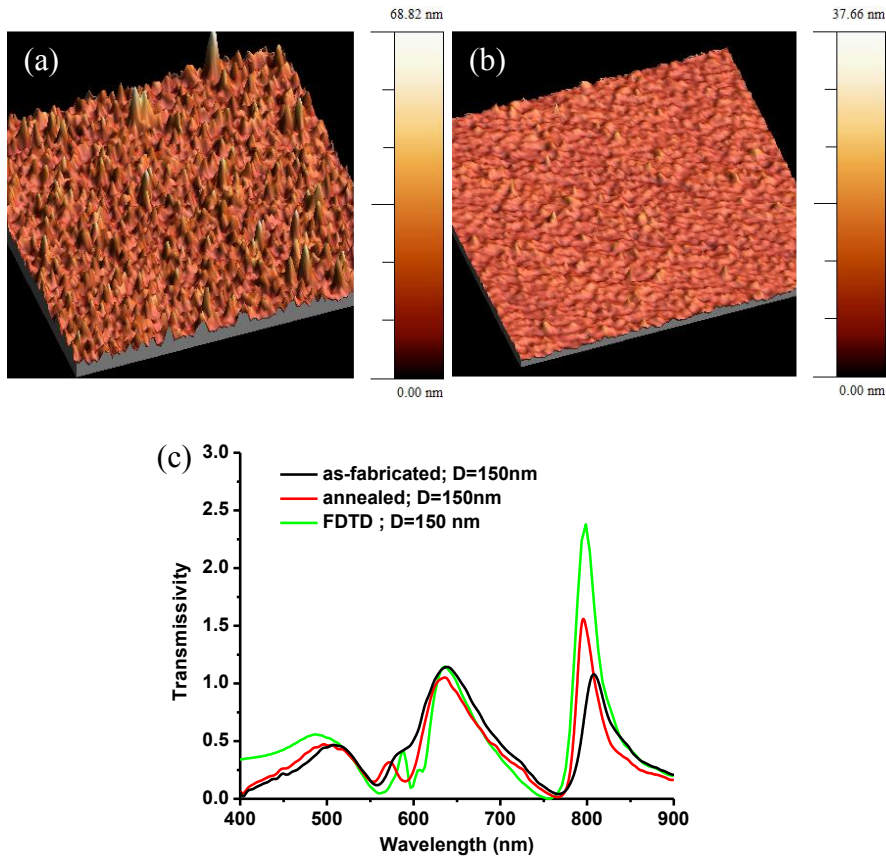 68.82 nm
37.66 nm
(a)
(b)
0.00 nm
0.00 nm
(c)
3.0
as-fabricated; D=150nm
annealed; D=150nm
2.5
FDTD ; D=150 nm
2.0
Transmissivity
1.5
1.0
0.5
0.0
400
500
600
700
800
900
Wavelength (nm)